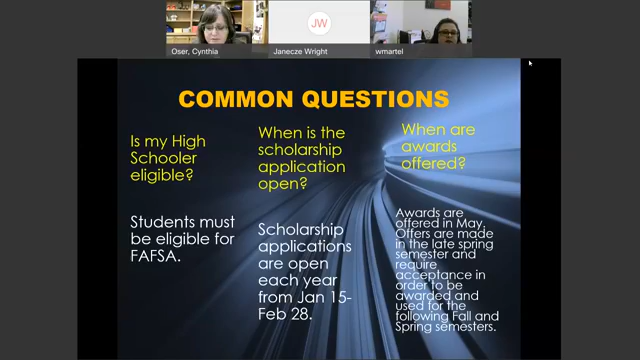 JW
Oser, Cynthia
Janecze Wright
wmartel
COMMON QUESTIONS
Is my High
Schooler
eligible?
Students must
be eligible for
FAFSA.
When is the
scholarship
application
open?
Scholarship
applications
are open
each year
from Jan 15-
Feb 28.
When are
awards
offered?
Awards are
offered in May.
Offers are made
in the late spring
semester and
require
acceptance in
order to be
awarded and
used for the
following Fall and
Spring semesters.